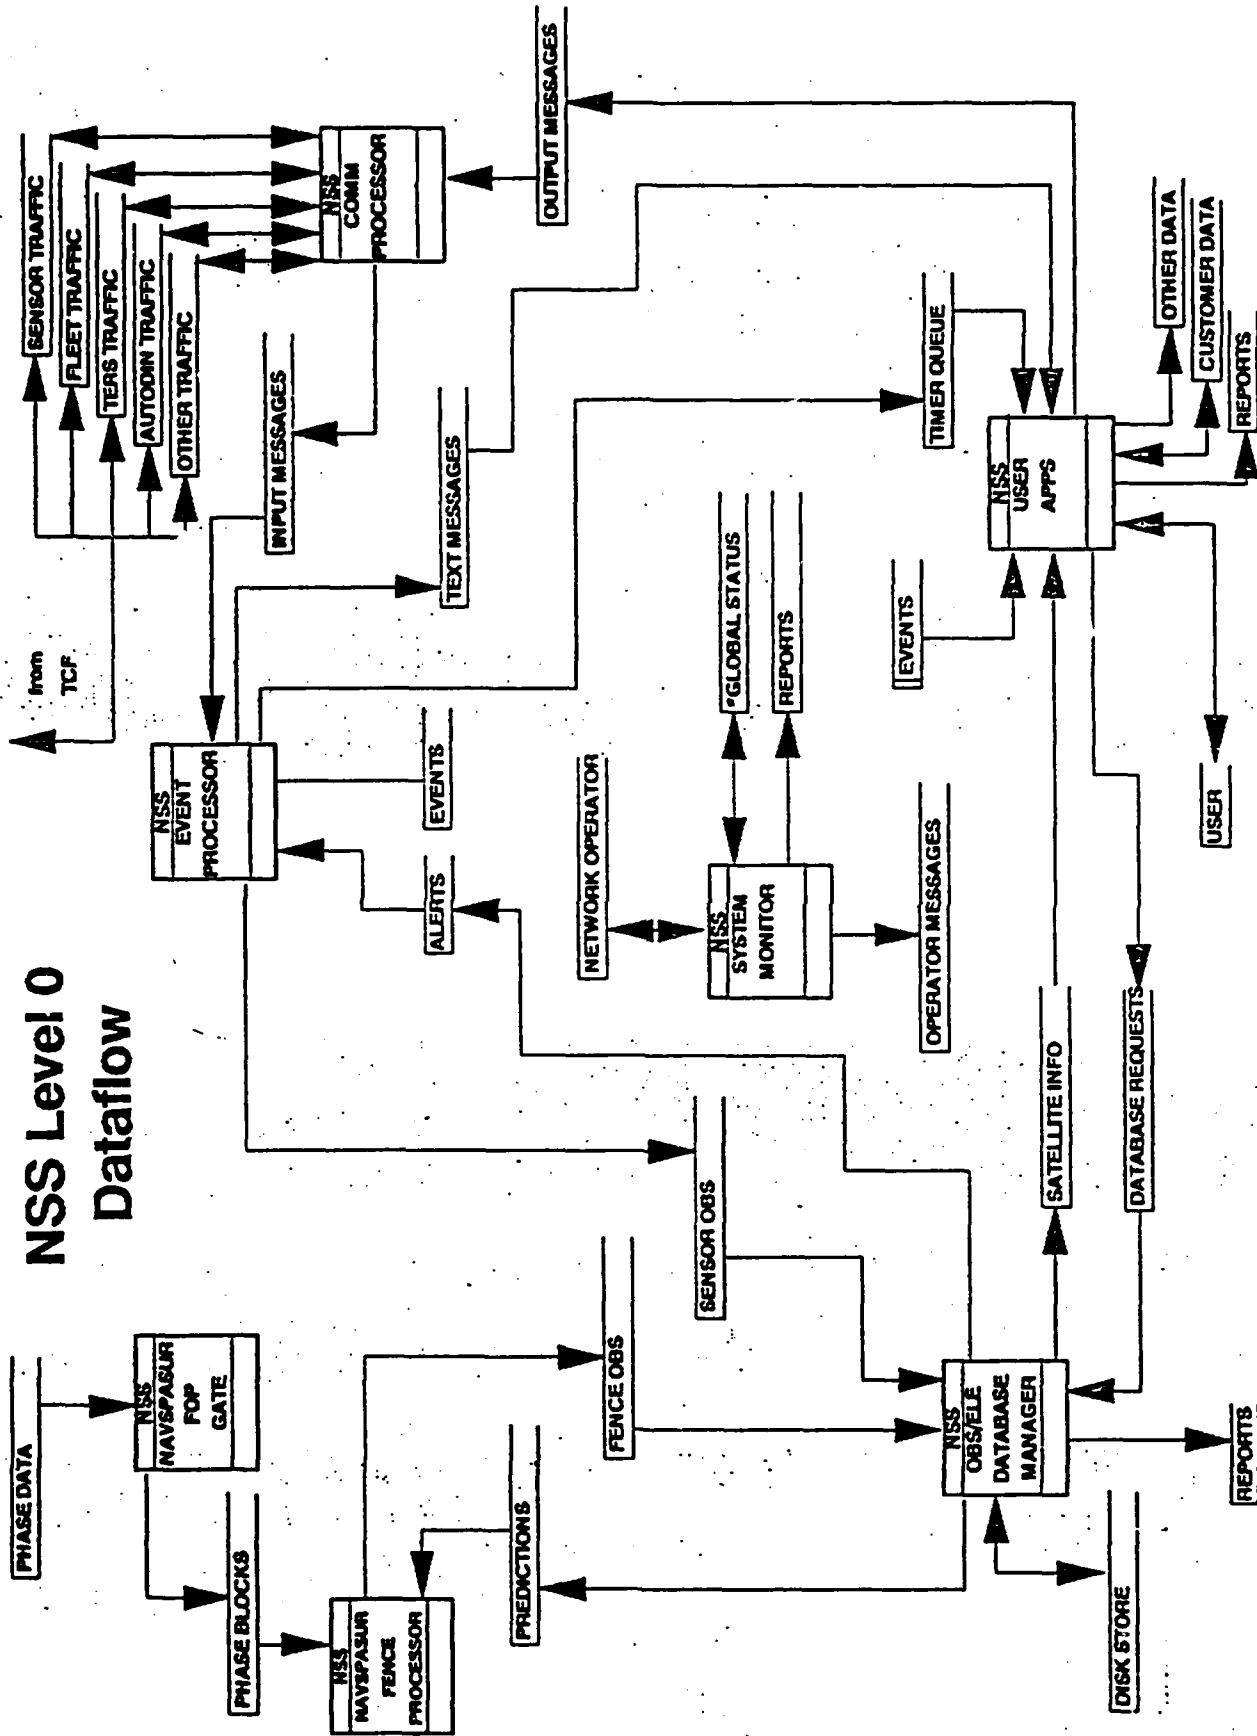 NSS Level 0
Dataflow
PHASE DATA
NSS
NAVSPASUR
FOP
GATE
PHASE BLOCKS
NSS
NAVSPASUR
FENCE
PROCESSOR
PREDICTIONS
FENCE OBS
SENSOR OBS
NSS
OBS/ELE
DATABASE
MANAGER
DISK STORE
REPORTS
SATELLITE INFO
DATABASE REQUESTS
NSS
EVENT
PROCESSOR
ALERTS
EVENTS
from
TCF
SENSOR TRAFFIC
FLEET TRAFFIC
TERS TRAFFIC
AUTODIN TRAFFIC
OTHER TRAFFIC
NSS
COMM
PROCESSOR
INPUT MESSAGES
TEXT MESSAGES
OUTPUT MESSAGES
NETWORK OPERATOR
NSS
SYSTEM
MONITOR
*GLOBAL STATUS
REPORTS
OPERATOR MESSAGES
TIMER QUEUE
EVENTS
NSS
USER
APPS
USER
OTHER DATA
CUSTOMER DATA
REPORTS